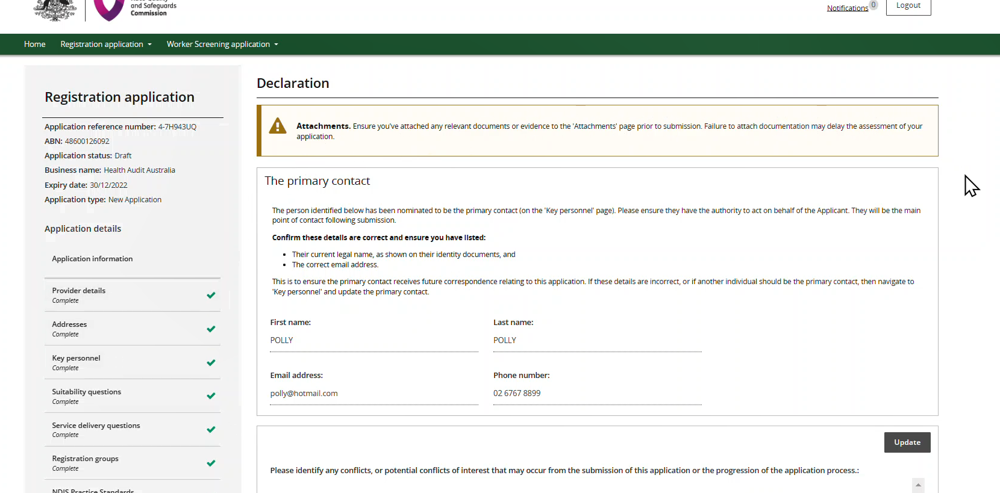 and Safeguards
Commission
Notifications 0
Logout
Home
Registration application
Worker Screening application
Registration application
Application reference number: 4-7H943UQ
ABN: 48600126092
Application status: Draft
Business name: Health Audit Australia
Expiry date: 30/12/2022
Application type: New Application
Application details
Application information
Provider details
Complete
Addresses
Complete
Key personnel
Complete
Suitability questions
Complete
Service delivery questions
Complete
Registration groups
Complete
NDIS Practice Standards
Declaration
Attachments. Ensure you've attached any relevant documents or evidence to the 'Attachments' page prior to submission. Failure to attach documentation may delay the assessment of your
application.
The primary contact
The person identified below has been nominated to be the primary contact (on the 'Key personnel' page). Please ensure they have the authority to act on behalf of the Applicant. They will be the main
point of contact following submission.
Confirm these details are correct and ensure you have listed:
• Their current legal name, as shown on their identity documents, and
• The correct email address.
This is to ensure the primary contact receives future correspondence relating to this application. If these details are incorrect, or if another individual should be the primary contact, then navigate to
'Key personnel' and update the primary contact.
First name:
Last name:
POLLY
POLLY
Email address:
Phone number:
polly@hotmail.com
02 6767 8899
Update
Please identify any conflicts, or potential conflicts of interest that may occur from the submission of this application or the progression of the application process.: